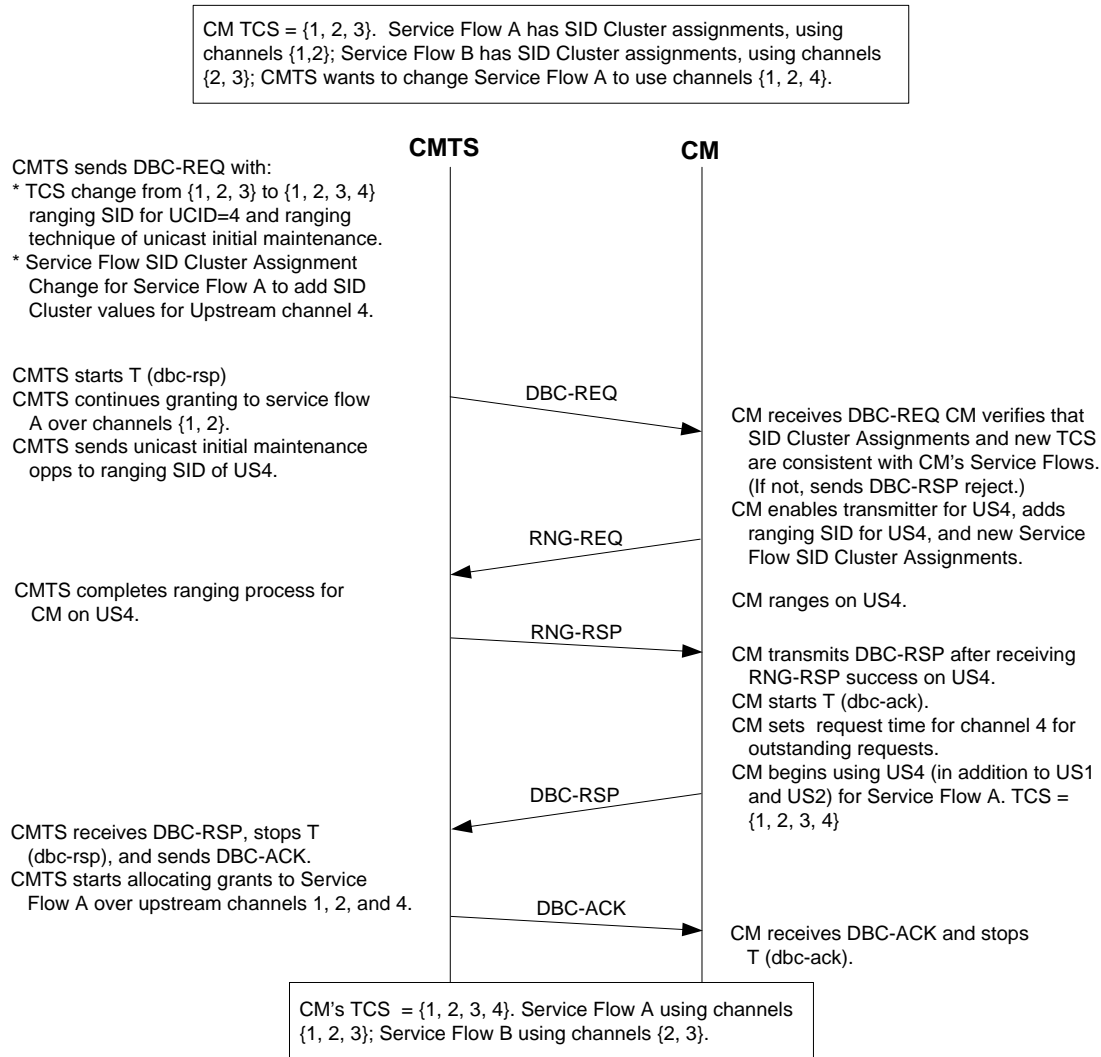 CM TCS = {1, 2, 3}.  Service Flow A has SID Cluster assignments, using
channels {1,2}; Service Flow B has SID Cluster assignments, using channels
{2, 3}; CMTS wants to change Service Flow A to use channels {1, 2, 4}.
CMTS
CM
CMTS sends DBC-REQ with:
* TCS change from {1, 2, 3} to {1, 2, 3, 4}
ranging SID for UCID=4 and ranging
technique of unicast initial maintenance.
* Service Flow SID Cluster Assignment
Change for Service Flow A to add SID
Cluster values for Upstream channel 4.
CMTS starts T (dbc-rsp)
CMTS continues granting to service flow
A over channels {1, 2}.
CMTS sends unicast initial maintenance
opps to ranging SID of US4.
DBC-REQ
CM receives DBC-REQ CM verifies that
SID Cluster Assignments and new TCS
are consistent with CM's Service Flows.
(If not, sends DBC-RSP reject.)
CM enables transmitter for US4, adds
ranging SID for US4, and new Service
Flow SID Cluster Assignments.
RNG-REQ
CMTS completes ranging process for
CM on US4.
CM ranges on US4.
RNG-RSP
CM transmits DBC-RSP after receiving
RNG-RSP success on US4.
CM starts T (dbc-ack).
CM sets  request time for channel 4 for
outstanding requests.
CM begins using US4 (in addition to US1
and US2) for Service Flow A. TCS =
{1, 2, 3, 4}
DBC-RSP
CMTS receives DBC-RSP, stops T
(dbc-rsp), and sends DBC-ACK.
CMTS starts allocating grants to Service
Flow A over upstream channels 1, 2, and 4.
DBC-ACK
CM receives DBC-ACK and stops
T (dbc-ack).
CM's TCS  = {1, 2, 3, 4}. Service Flow A using channels
{1, 2, 3}; Service Flow B using channels {2, 3}.